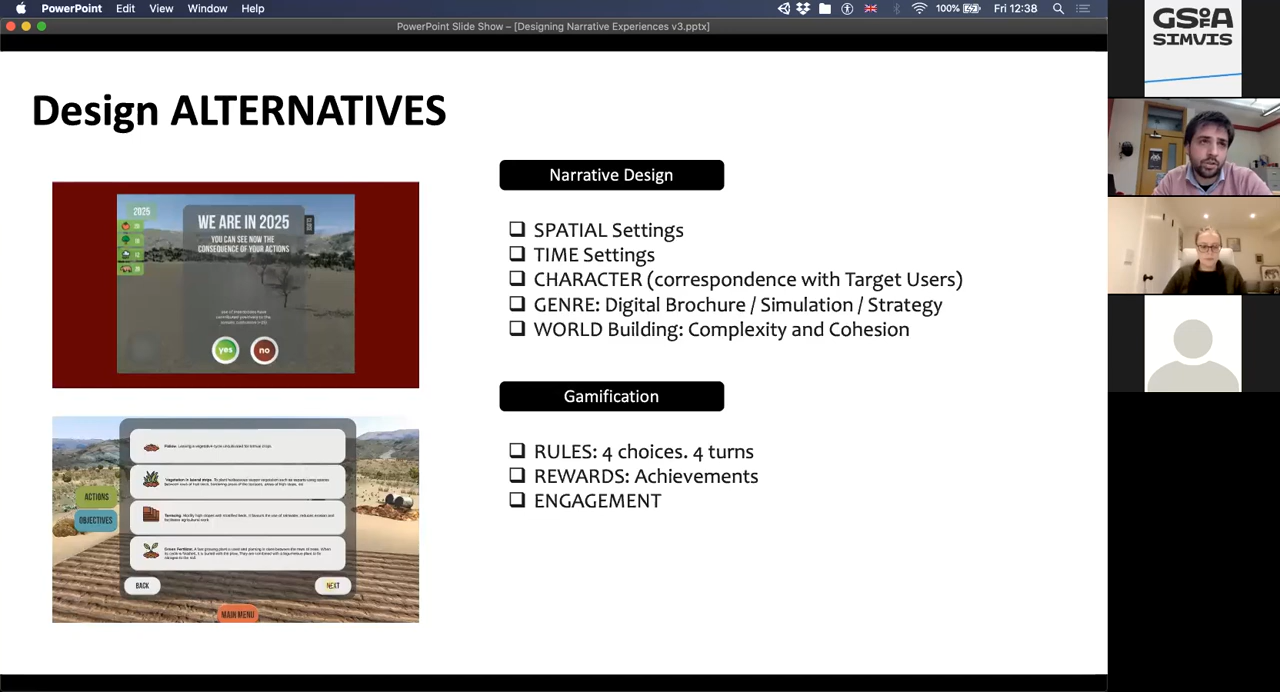 PowerPoint Edit View Window Help
100% Fri 12:38
PowerPoint Slide Show – [Designing Narrative Experiences v3.pptx]
GSofA
SIMVIS
Design ALTERNATIVES
2025
WE ARE IN 2025
YOU CAN SEE NOW THE
CONSEQUENCE OF YOUR ACTIONS
yes
no
ACTIONS
OBJECTIVES
BACK
NEXT
MAIN MENU
Narrative Design
SPATIAL Settings
TIME Settings
CHARACTER (correspondence with Target Users)
GENRE: Digital Brochure / Simulation / Strategy
WORLD Building: Complexity and Cohesion
Gamification
RULES: 4 choices. 4 turns
REWARDS: Achievements
ENGAGEMENT